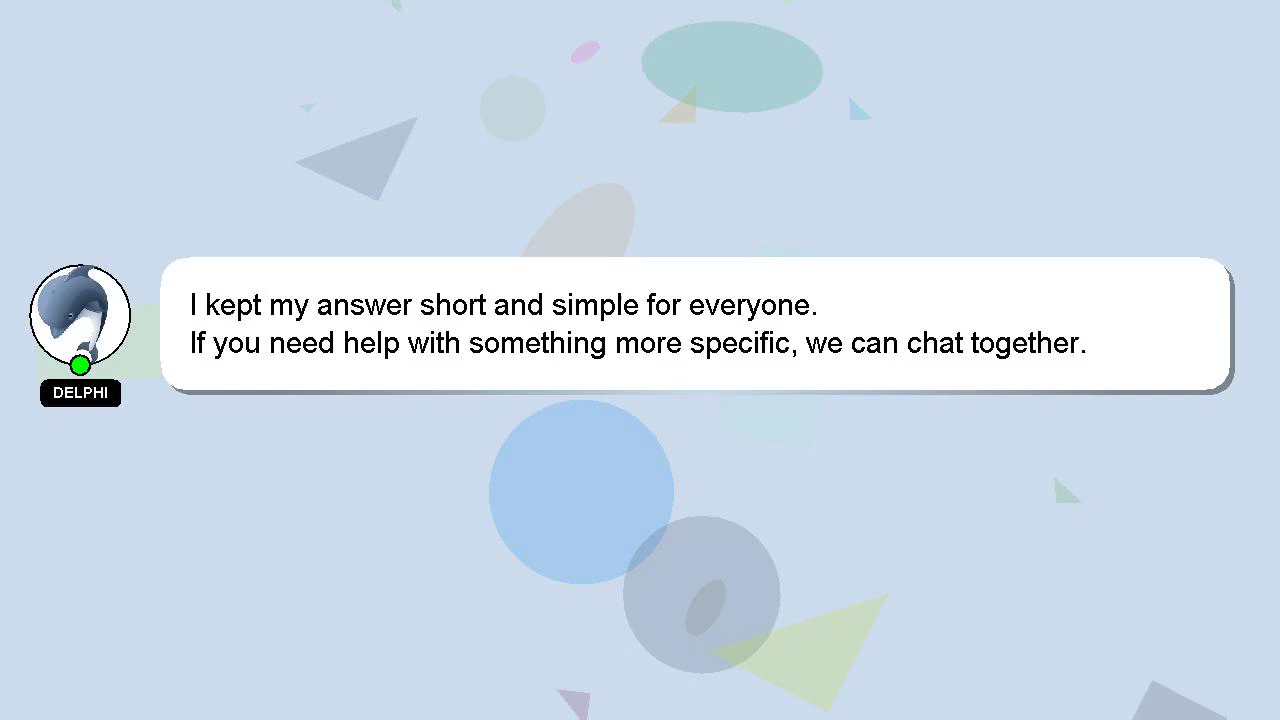 I kept my answer short and simple for everyone.
If you need help with something more specific, we can chat together.
DELPHI